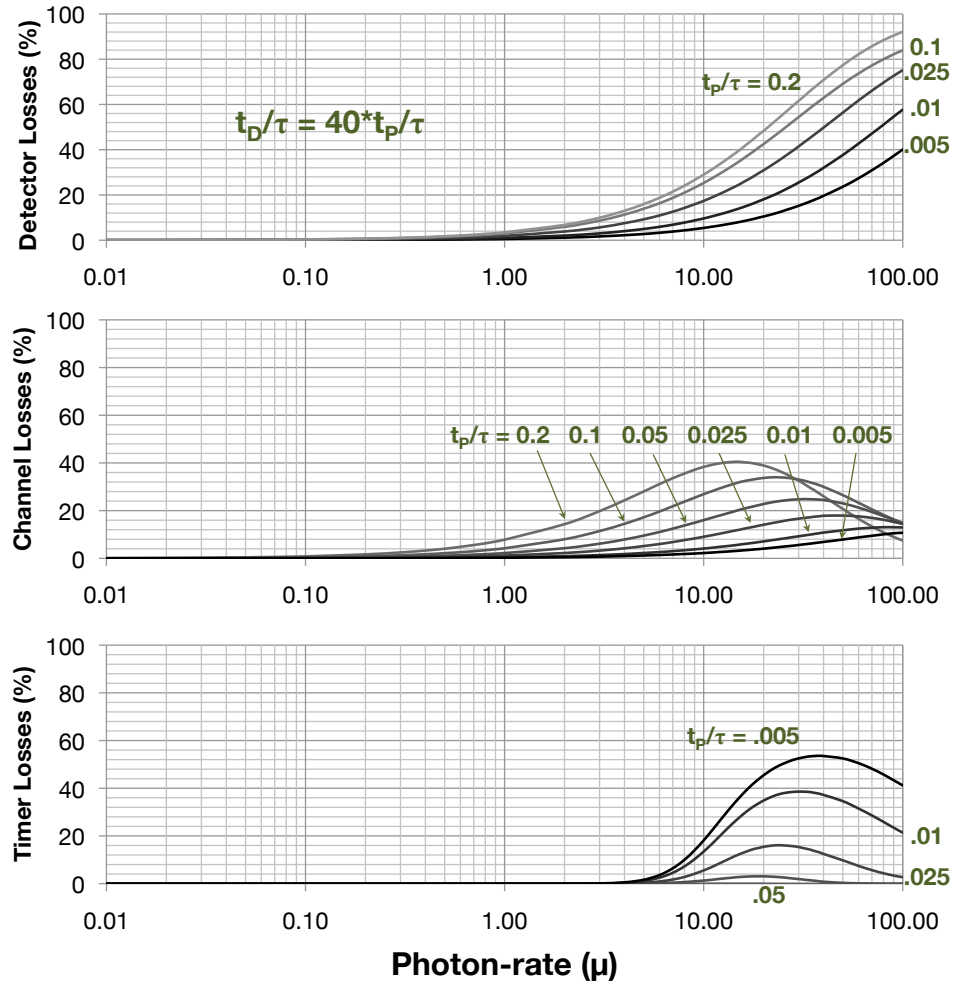 Detector Losses (%)
100
80
60
40
20
0
t_D/τ = 40*t_P/τ
t_P/τ = 0.2
0.1
.025
.01
.005
0.01 0.10 1.00 10.00 100.00
Channel Losses (%)
100
80
60
40
20
0
t_P/τ = 0.2 0.1 0.05 0.025 0.01 0.005
0.01 0.10 1.00 10.00 100.00
Timer Losses (%)
100
80
60
40
20
0
t_P/τ = .005
.01
.025
.05
0.01 0.10 1.00 10.00 100.00
Photon-rate (μ)